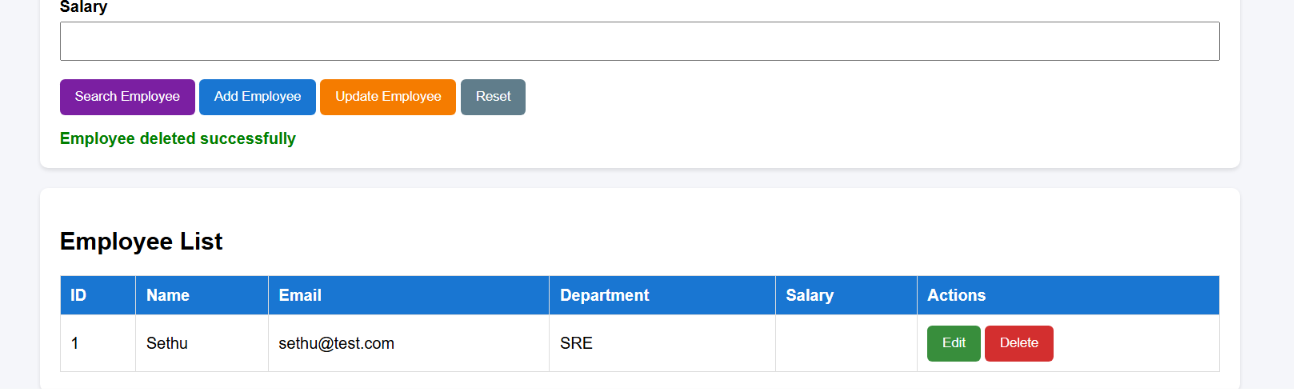 Salary
Search Employee Add Employee Update Employee Reset
Employee deleted successfully
Employee List
ID Name Email Department Salary Actions
1 Sethu sethu@test.com SRE Edit Delete